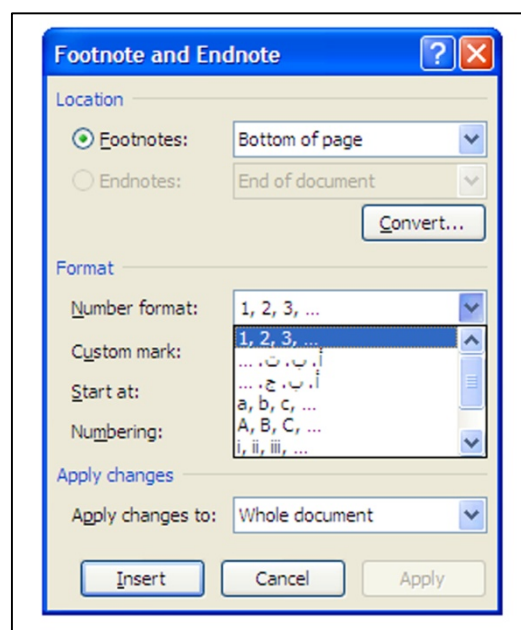 Footnote and Endnote
Location
Footnotes: Bottom of page
Endnotes: End of document
Convert...
Format
Number format: 1, 2, 3, ...
1, 2, 3, ...
أ، ب، ت، ...
Custom mark:
أ، ب، ج، ...
Start at:
a, b, c, ...
A, B, C, ...
Numbering:
i, ii, iii, ...
Apply changes
Apply changes to: Whole document
Insert Cancel Apply